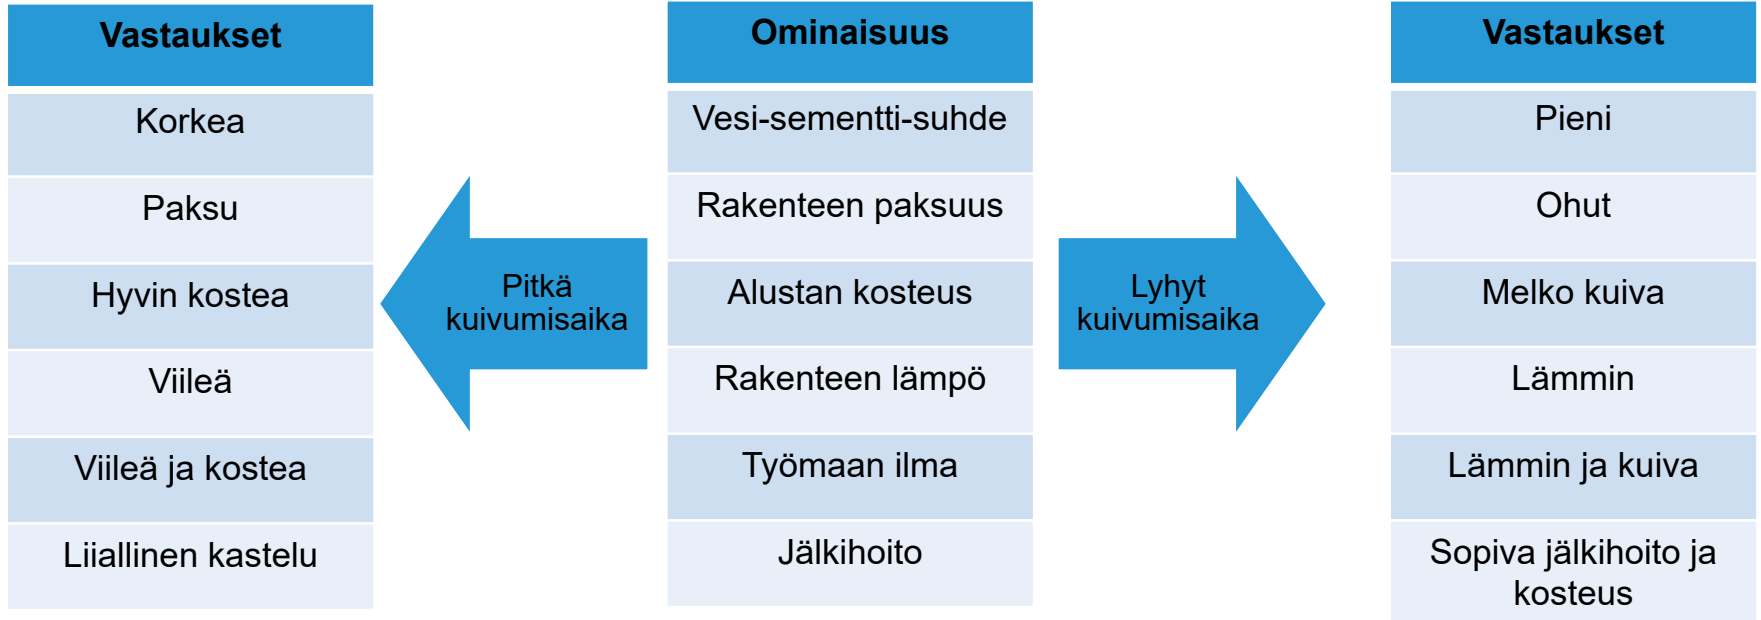 Vastaukset
Korkea
Paksu
Hyvin kostea
Viileä
Viileä ja kostea
Liiallinen kastelu
Pitkä
kuivumisaika
Ominaisuus
Vesi-sementti-suhde
Rakenteen paksuus
Alustan kosteus
Rakenteen lämpö
Työmaan ilma
Jälkihoito
Lyhyt
kuivumisaika
Vastaukset
Pieni
Ohut
Melko kuiva
Lämmin
Lämmin ja kuiva
Sopiva jälkihoito ja
kosteus